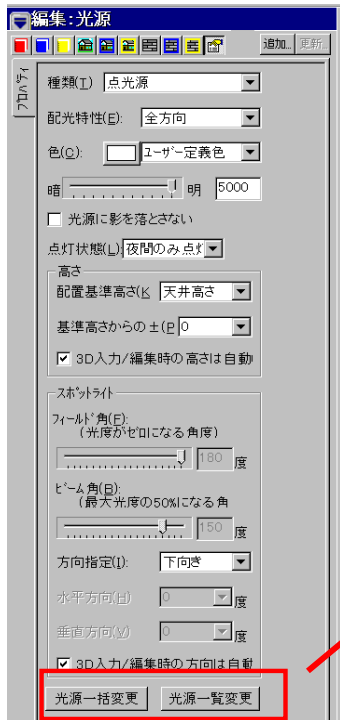 編集:光源
追加... 更新..
プロパティ
種類(T) 点光源
配光特性(E): 全方向
色(C): ユーザー定義色
暗 明 5000
光源に影を落とさない
点灯状態(L): 夜間のみ点灯
高さ
配置基準高さ(K 天井高さ
基準高さからの±(P 0
3D入力/編集時の高さは自動
スポットライト
フィールド角(F):
(光度がゼロになる角度)
180 度
ビーム角(B):
(最大光度の50%になる角
150 度
方向指定(I): 下向き
水平方向(H) 0 度
垂直方向(V) 0 度
3D入力/編集時の方向は自動
光源一括変更 光源一覧変更